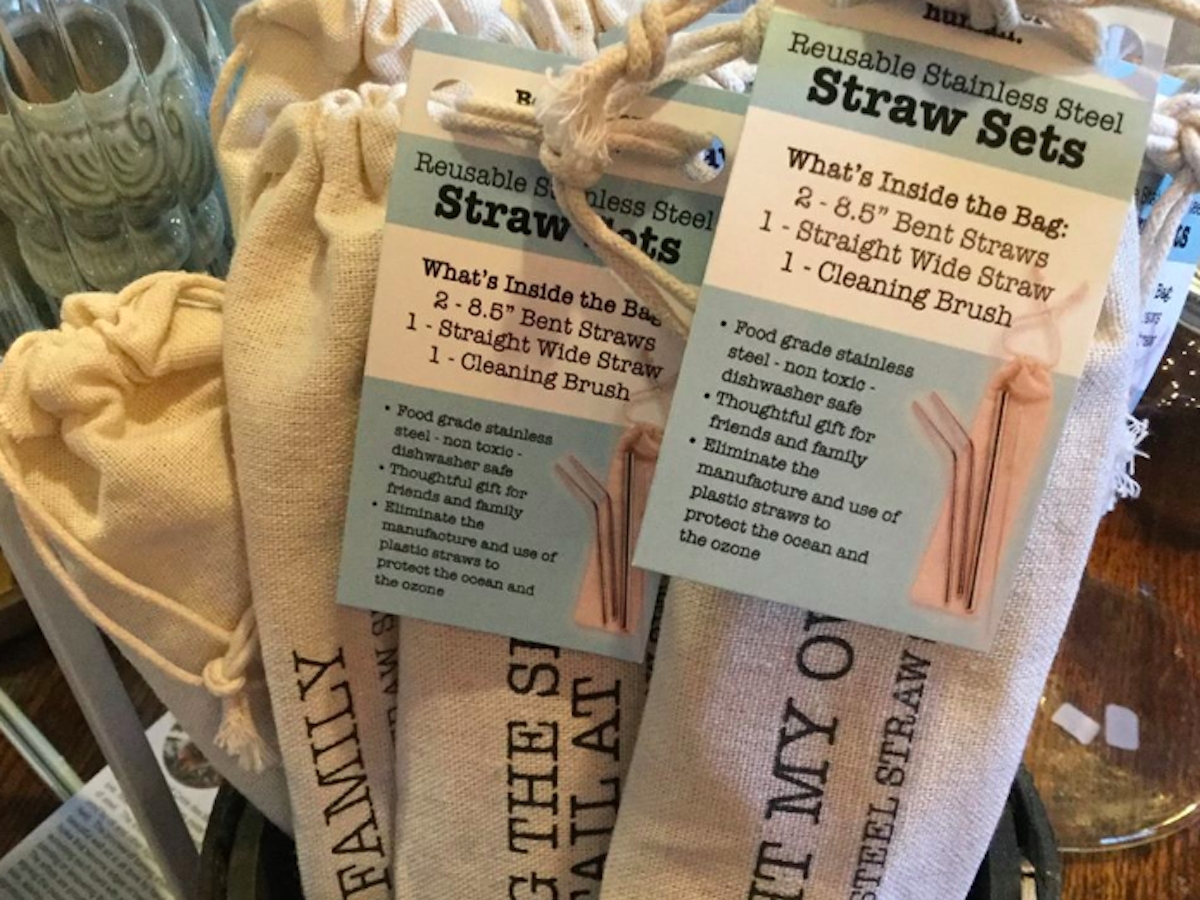 Reusable Stainless Steel
Straw Sets
What's Inside the Bag:
2 - 8.5" Bent Straws
1 - Straight Wide Straw
1 - Cleaning Brush
• Food grade stainless
steel - non toxic -
dishwasher safe
• Thoughtful gift for
friends and family
• Eliminate the
manufacture and use of
plastic straws to
protect the ocean and
the ozone
Reusable Stainless Steel
Straw Sets
What's Inside the Bag:
2 - 8.5" Bent Straws
1 - Straight Wide Straw
1 - Cleaning Brush
• Food grade stainless
steel - non toxic -
dishwasher safe
• Thoughtful gift for
friends and family
• Eliminate the
manufacture and use of
plastic straws to
protect the ocean and
the ozone
FAMILY
G THE
AIL AT
MY
STEEL STRAW